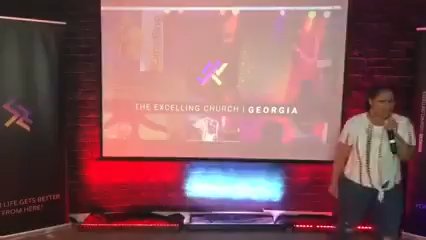 THE EXCELLING CHURCH | GEORGIA
LIFE GETS BETTER
FROM HERE!